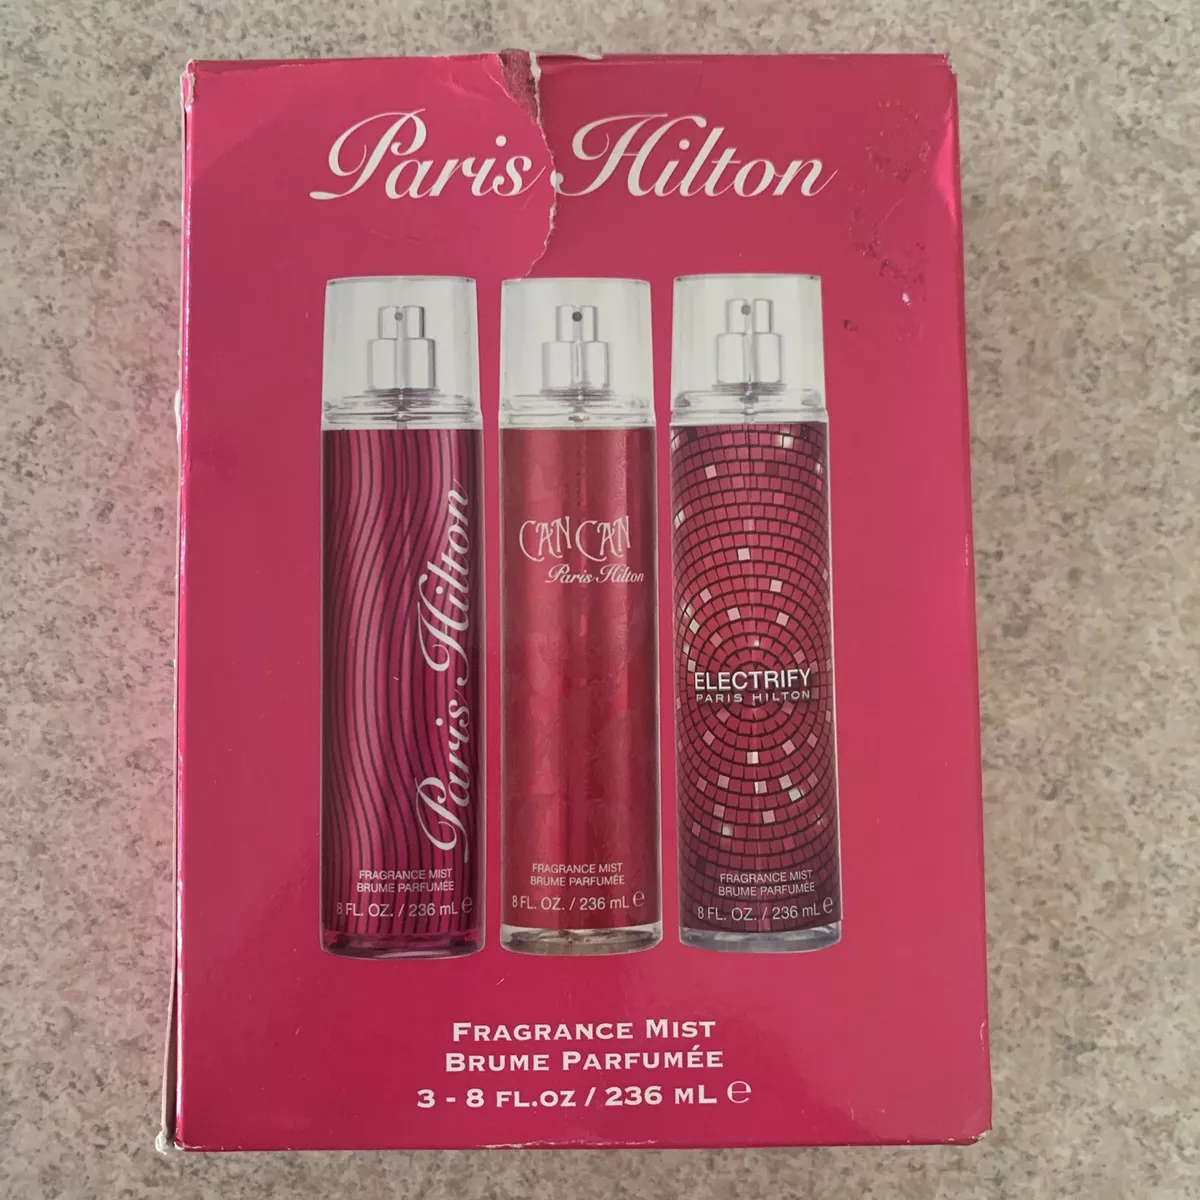 Paris Hilton
Paris Hilton
FRAGRANCE MIST
BRUME PARFUMÉE
8 FL. OZ. / 236 mL ℮
CAN CAN
Paris Hilton
FRAGRANCE MIST
BRUME PARFUMÉE
8 FL. OZ. / 236 mL ℮
ELECTRIFY
PARIS HILTON
FRAGRANCE MIST
BRUME PARFUMÉE
8 FL. OZ. / 236 mL ℮
FRAGRANCE MIST
BRUME PARFUMÉE
3 - 8 FL.OZ / 236 ML ℮